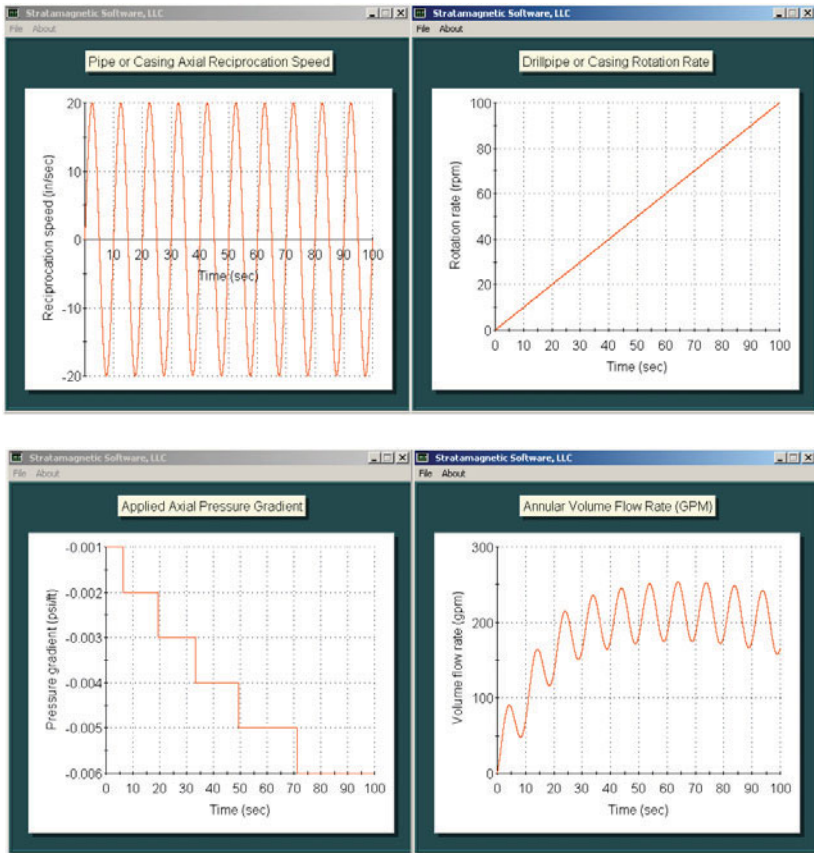 Stratamagnetic Software, LLC
File About
Pipe or Casing Axial Reciprocation Speed
20
10
0
-10
-20
Reciprocation speed (in/sec)
10 20 30 40 50 60 70 80 90 100
Time (sec)
Stratamagnetic Software, LLC
File About
Drillpipe or Casing Rotation Rate
100
80
60
40
20
0
Rotation rate (rpm)
0 10 20 30 40 50 60 70 80 90 100
Time (sec)
Stratamagnetic Software, LLC
File About
Applied Axial Pressure Gradient
-0.001
-0.002
-0.003
-0.004
-0.005
-0.006
Pressure gradient (psi/ft)
0 10 20 30 40 50 60 70 80 90 100
Time (sec)
Stratamagnetic Software, LLC
File About
Annular Volume Flow Rate (GPM)
300
200
100
0
Volume flow rate (gpm)
0 10 20 30 40 50 60 70 80 90 100
Time (sec)